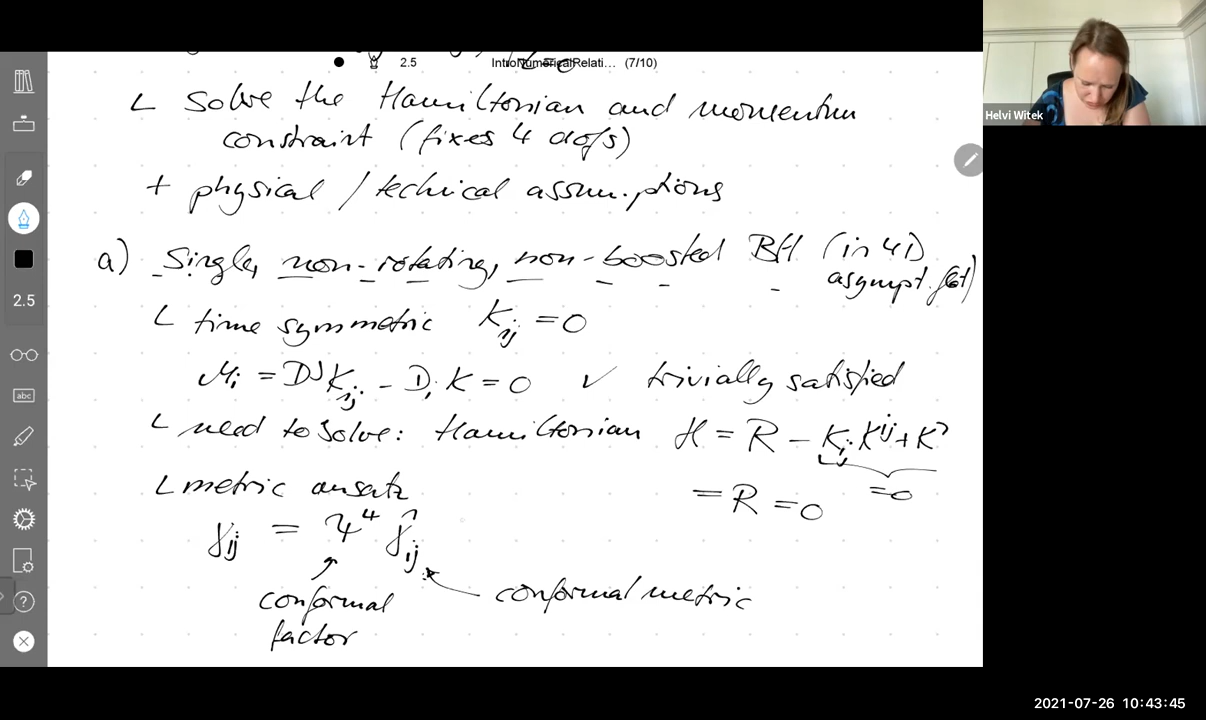 2.5 IntroNumericalRelati... (7/10)
L solve the Hamiltonian and momentum
constraint (fixes 4 dofs)
+ physical / techical assumptions
a) Single, non-rotating, non-boosted BH (in 4D
asympt. flat)
L time symmetric K_ij = 0
M_i = D^j K_ij - D_i K = 0 ✓ trivially satisfied
L need to solve: Hamiltonian H = R - K_ij K^ij + K²
= 0
= R = 0
L metric ansatz
γ_ij = ψ^4 γ̂_ij
conformal metric
conformal
factor
2.5
abc
?
Helvi Witek
2021-07-26 10:43:45